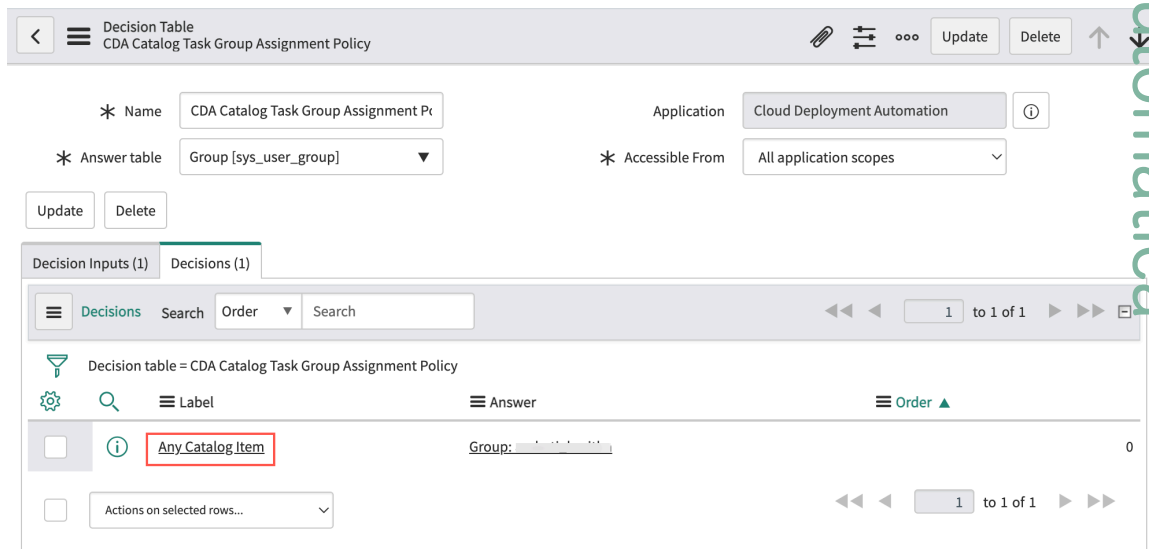 Decision Table
CDA Catalog Task Group Assignment Policy
Update
Delete
Name
CDA Catalog Task Group Assignment Po
Application
Cloud Deployment Automation
Answer table
Group [sys_user_group]
Accessible From
All application scopes
Update
Delete
Decision Inputs (1)
Decisions (1)
Decisions
Search
Order
Search
1 to 1 of 1
Decision table = CDA Catalog Task Group Assignment Policy
Label
Answer
Order
Any Catalog Item
Group:
0
Actions on selected rows...
1 to 1 of 1